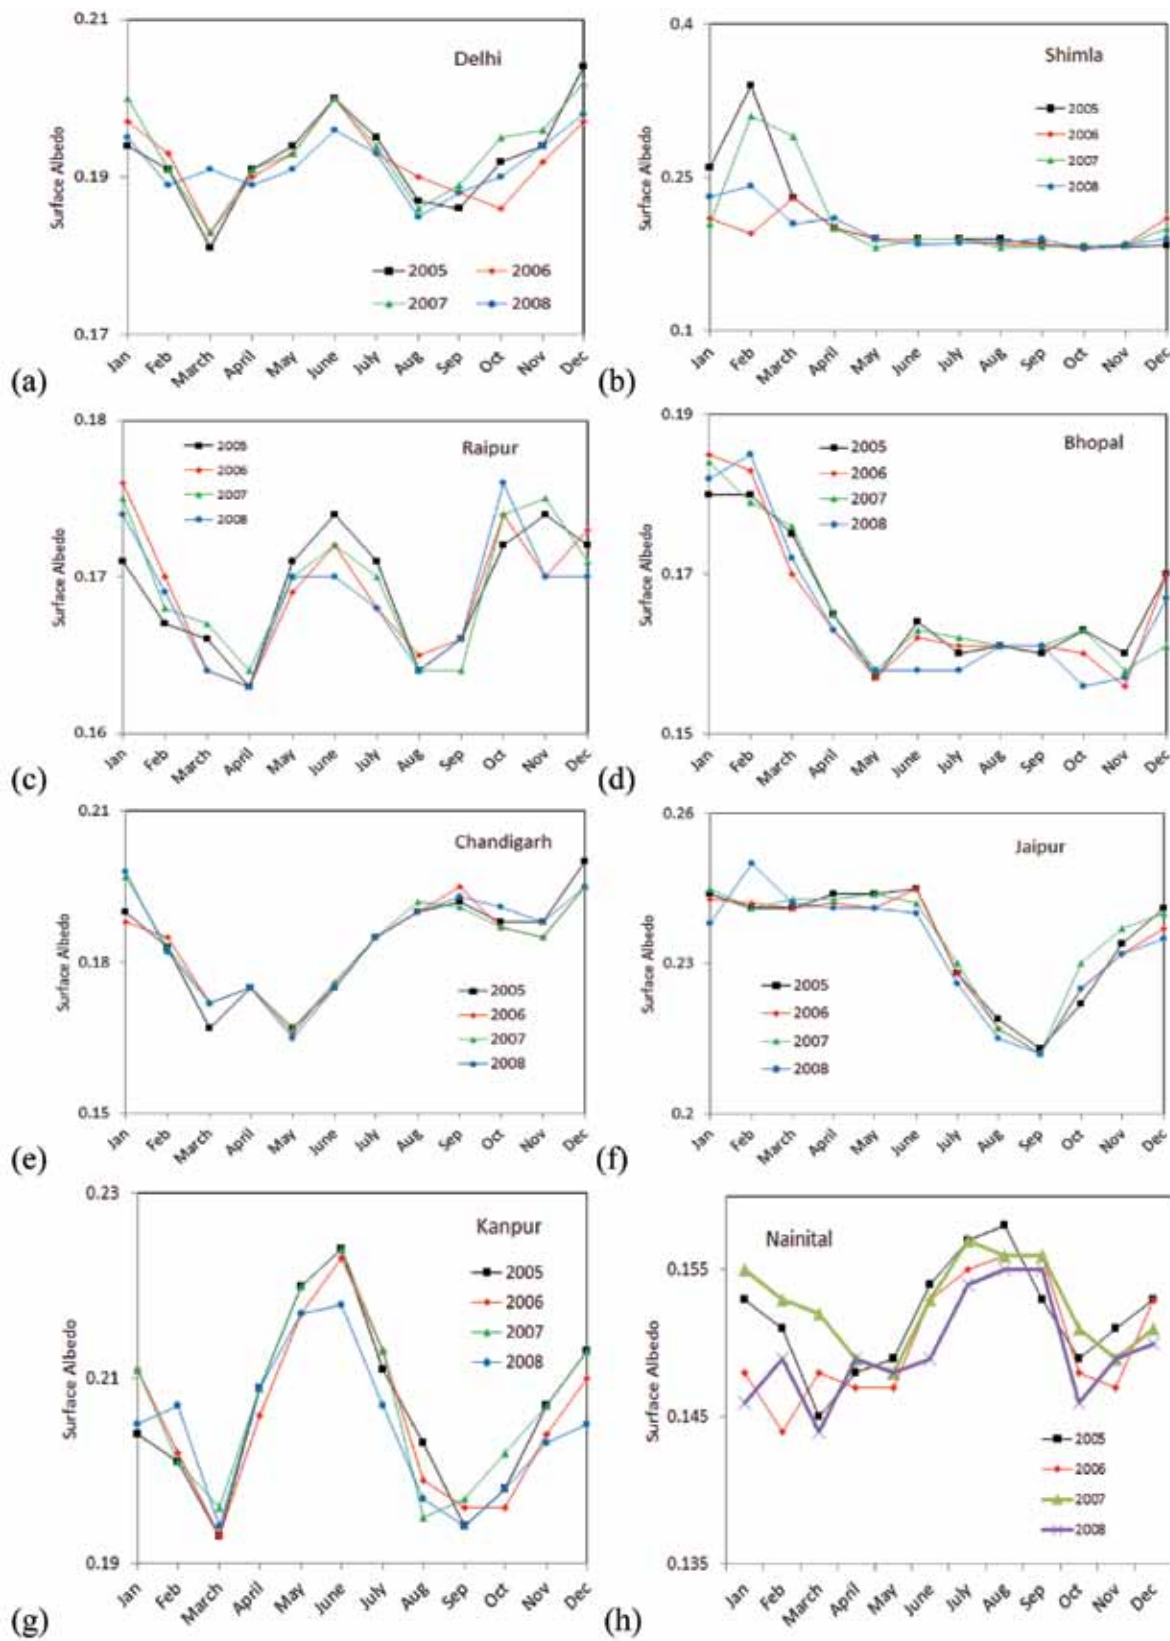 0.21
0.19
0.17
Surface Albedo
Delhi
2005
2006
2007
2008
Jan Feb March April May June July Aug Sep Oct Nov Dec
(a)
0.4
0.25
0.1
Surface Albedo
Shimla
2005
2006
2007
2008
Jan Feb March April May June July Aug Sep Oct Nov Dec
(b)
0.18
0.17
0.16
Surface Albedo
Raipur
2005
2006
2007
2008
Jan Feb March April May June July Aug Sep Oct Nov Dec
(c)
0.19
0.17
0.15
Surface Albedo
Bhopal
2005
2006
2007
2008
Jan Feb March April May June July Aug Sep Oct Nov Dec
(d)
0.21
0.18
0.15
Surface Albedo
Chandigarh
2005
2006
2007
2008
Jan Feb March April May June July Aug Sep Oct Nov Dec
(e)
0.26
0.23
0.2
Surface Albedo
Jaipur
2005
2006
2007
2008
Jan Feb March April May June July Aug Sep Oct Nov Dec
(f)
0.23
0.21
0.19
Surface Albedo
Kanpur
2005
2006
2007
2008
Jan Feb March April May June July Aug Sep Oct Nov Dec
(g)
0.155
0.145
0.135
Surface Albedo
Nainital
2005
2006
2007
2008
Jan Feb March April May June July Aug Sep Oct Nov Dec
(h)